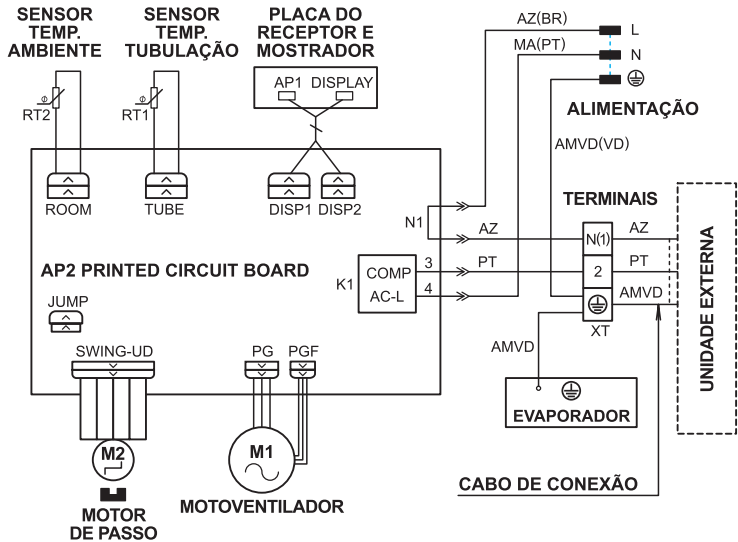 SENSOR
TEMP.
AMBIENTE
SENSOR
TEMP.
TUBULAÇÃO
PLACA DO
RECEPTOR E
MOSTRADOR
AP1 DISPLAY
RT2
RT1
AZ(BR)
L
MA(PT)
N
ALIMENTAÇÃO
AMVD(VD)
ROOM
TUBE
DISP1
DISP2
N1
AZ
TERMINAIS
N(1)
AZ
AP2 PRINTED CIRCUIT BOARD
K1
COMP
AC-L
3
4
PT
2
PT
AMVD
XT
UNIDADE EXTERNA
JUMP
SWING-UD
PG
PGF
AMVD
EVAPORADOR
M2
M1
MOTOR
DE PASSO
MOTOVENTILADOR
CABO DE CONEXÃO